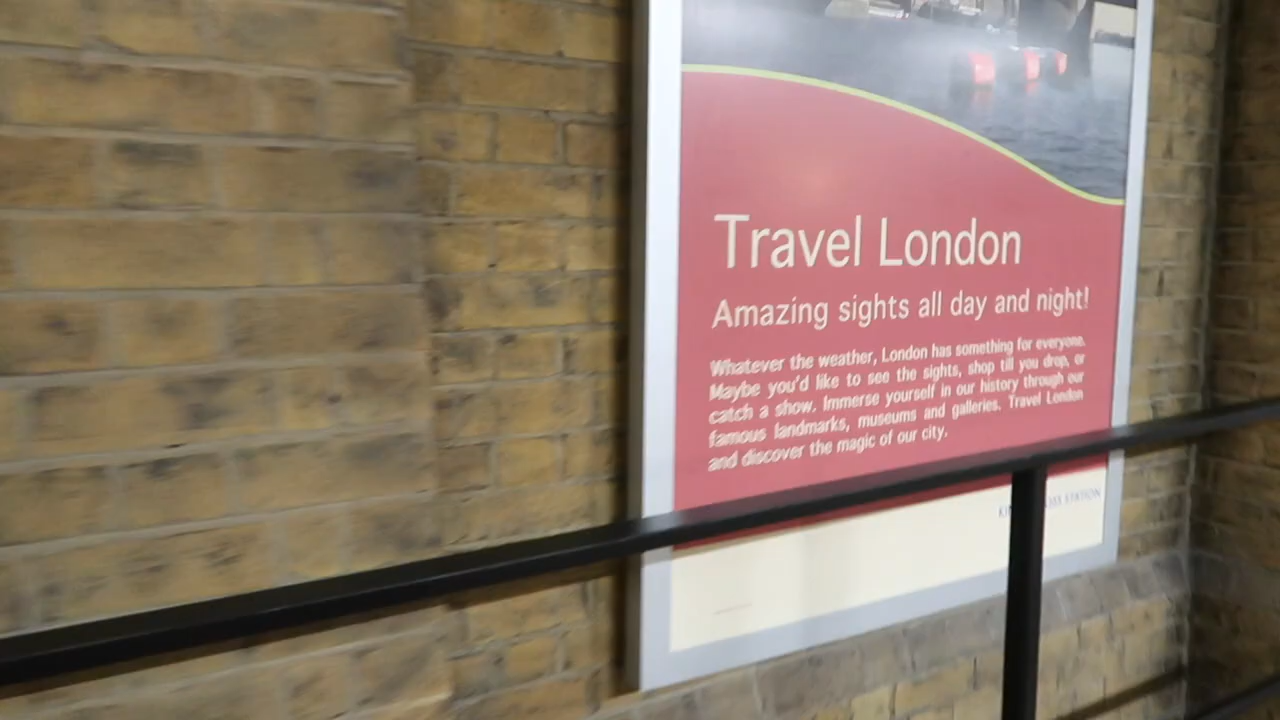 Travel London
Amazing sights all day and night!
Whatever the weather, London has something for everyone.
Maybe you'd like to see the sights, shop till you drop, or
catch a show. Immerse yourself in our history through our
famous landmarks, museums and galleries. Travel London
and discover the magic of our city.
STATION